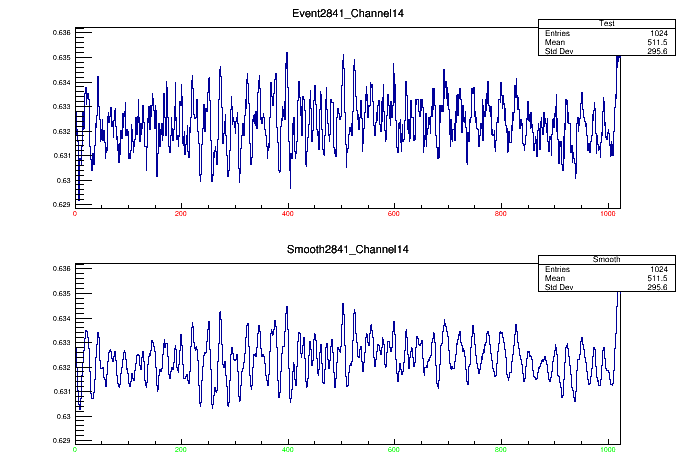 Event2841_Channel14
Test
Entries 1024
Mean 511.5
Std Dev 295.6
0.636
0.635
0.634
0.633
0.632
0.631
0.63
0.629
0 200 400 600 800 1000
Smooth2841_Channel14
Smooth
Entries 1024
Mean 511.5
Std Dev 295.6
0.636
0.635
0.634
0.633
0.632
0.631
0.63
0.629
0 200 400 600 800 1000